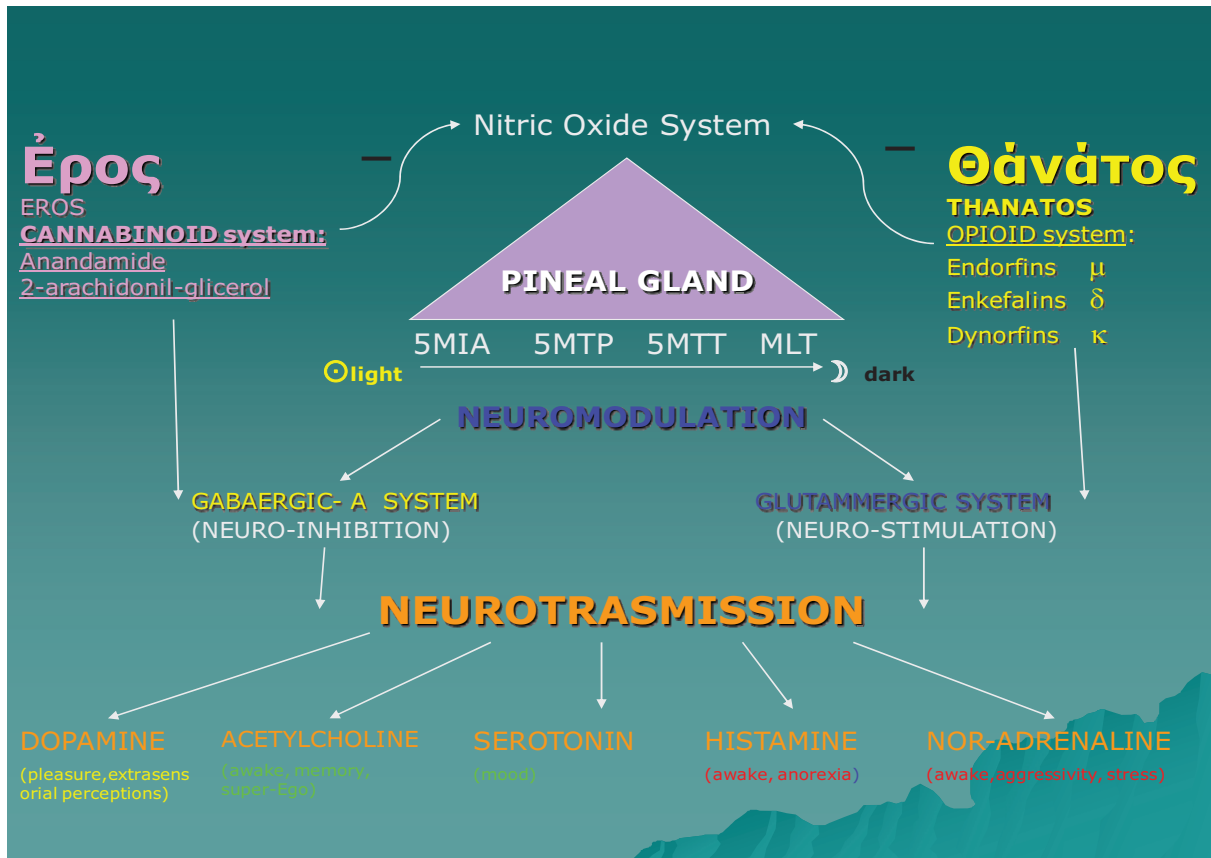 Nitric Oxide System
–
–
Ἐρος
EROS
CANNABINOID system:
Anandamide
2-arachidonil-glicerol
Θάνάτος
THANATOS
OPIOID system:
Endorfins μ
Enkefalins δ
Dynorfins κ
PINEAL GLAND
5MIA 5MTP 5MTT MLT
light
dark
NEUROMODULATION
GABAERGIC- A SYSTEM
(NEURO-INHIBITION)
GLUTAMMERGIC SYSTEM
(NEURO-STIMULATION)
NEUROTRASMISSION
DOPAMINE
(pleasure,extrasens
orial perceptions)
ACETYLCHOLINE
(awake, memory,
super-Ego)
SEROTONIN
(mood)
HISTAMINE
(awake, anorexia)
NOR-ADRENALINE
(awake,aggressivity, stress)